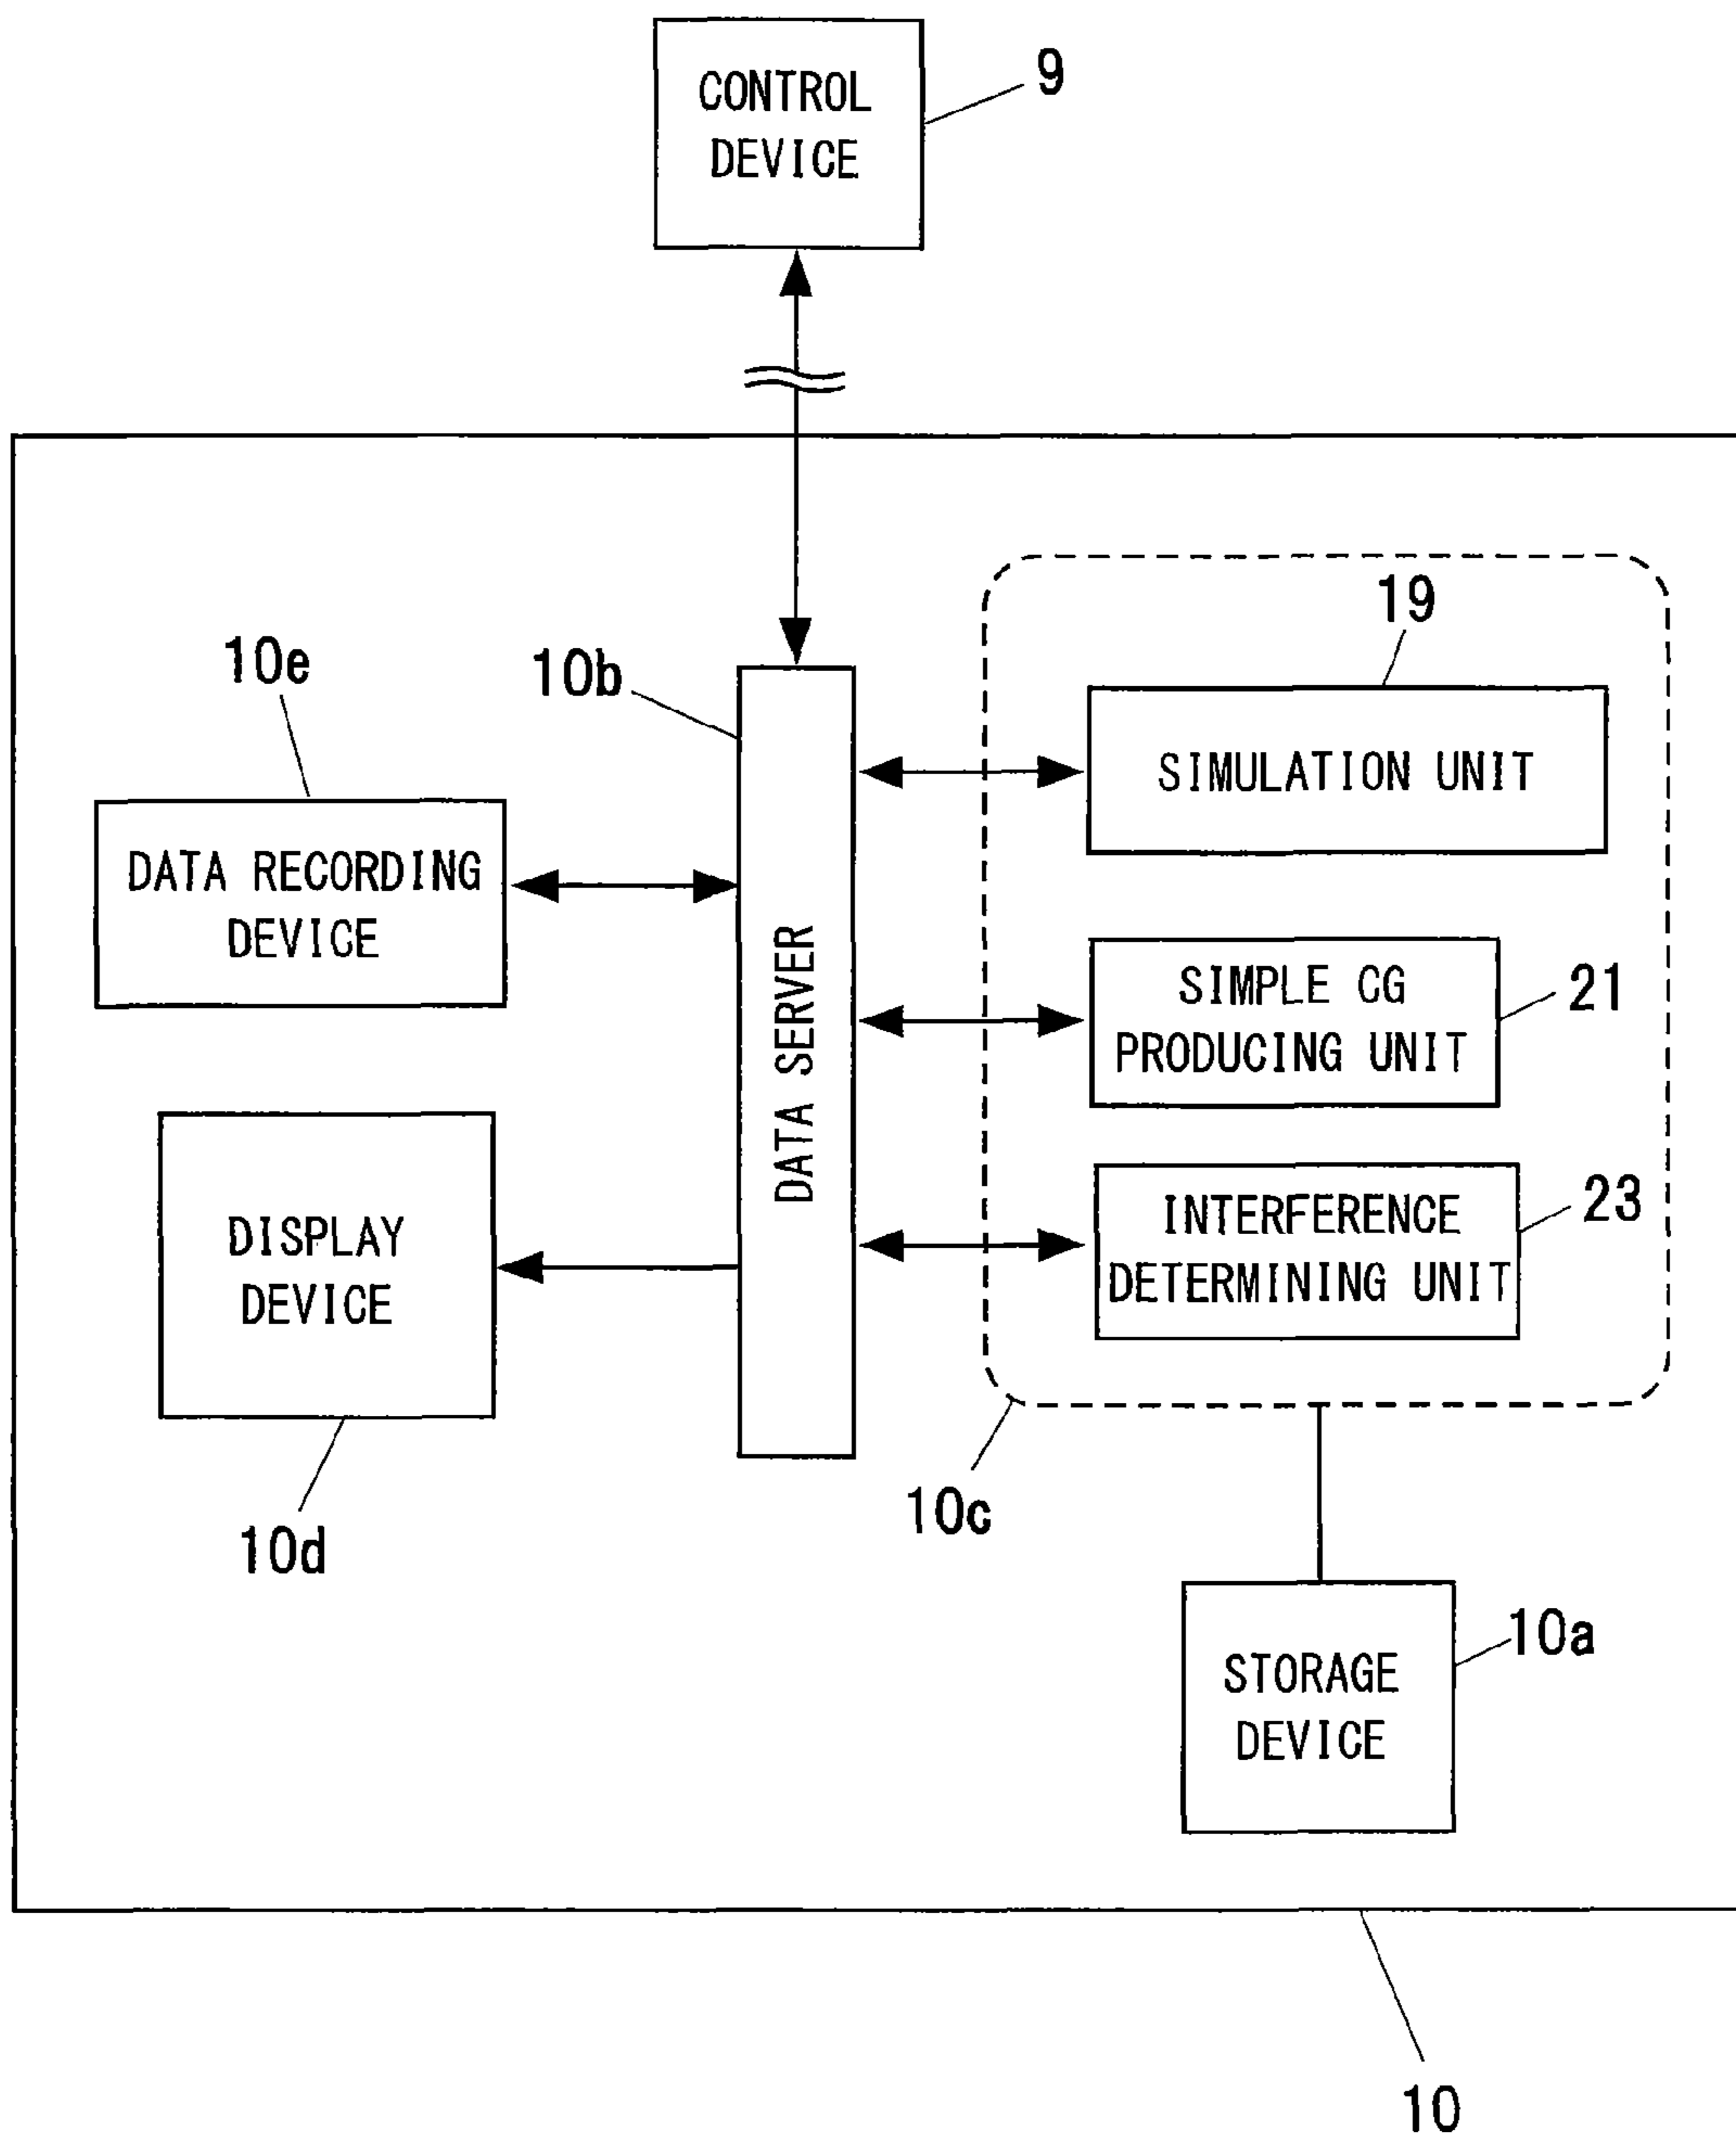 CONTROL
DEVICE
9
19
10e
10b
SIMULATION UNIT
DATA RECORDING
DEVICE
DATA SERVER
SIMPLE CG
PRODUCING UNIT
21
INTERFERENCE
DETERMINING UNIT
23
DISPLAY
DEVICE
10c
10d
STORAGE
DEVICE
10a
10